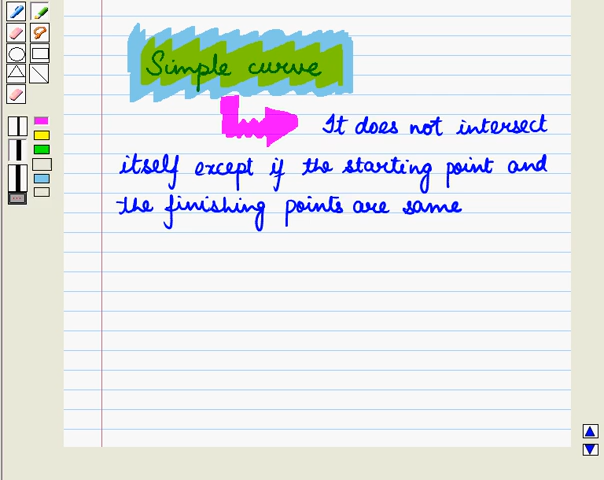 Simple curve
It does not intersect
itself except if the starting point and
the finishing points are same